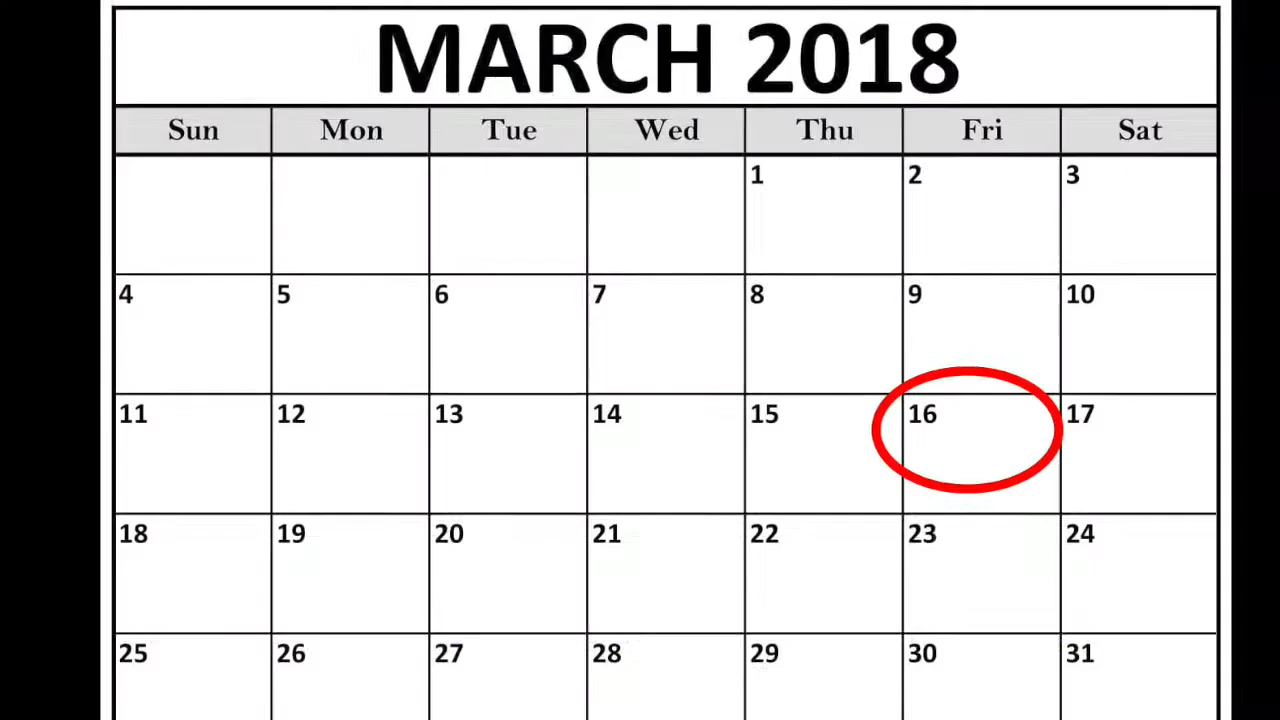 MARCH 2018
Sun Mon Tue Wed Thu Fri Sat
1 2 3
4 5 6 7 8 9 10
11 12 13 14 15 16 17
18 19 20 21 22 23 24
25 26 27 28 29 30 31